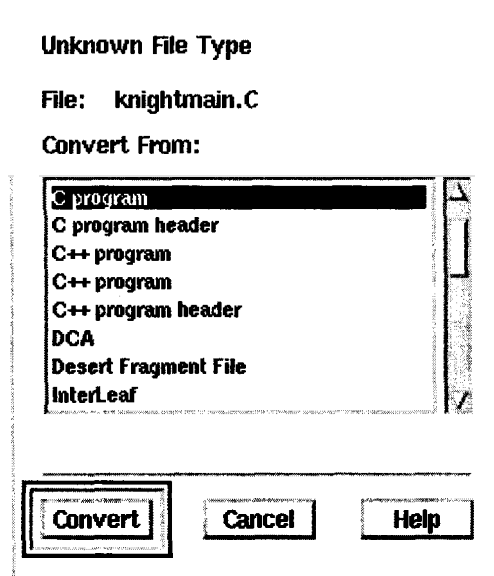 Unknown File Type
File: knightmain.C
Convert From:
C program
C program header
C++ program
C++ program
C++ program header
DCA
Desert Fragment File
InterLeaf
Convert Cancel Help